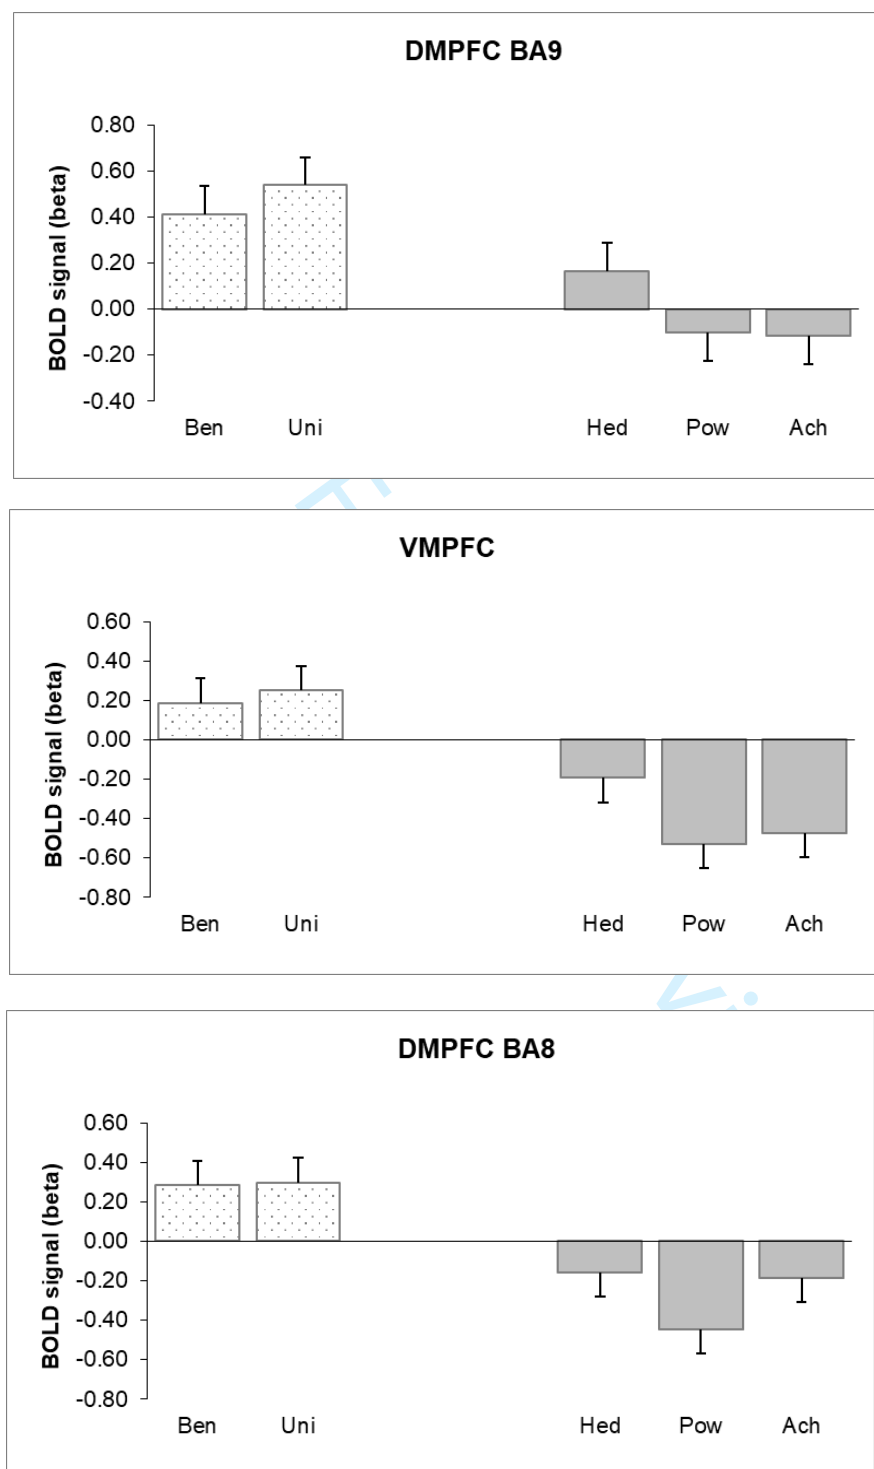 DMPFC BA9
BOLD signal (beta)
0.80
0.60
0.40
0.20
0.00
-0.20
-0.40
Ben Uni Hed Pow Ach
VMPFC
BOLD signal (beta)
0.60
0.40
0.20
0.00
-0.20
-0.40
-0.60
-0.80
Ben Uni Hed Pow Ach
DMPFC BA8
BOLD signal (beta)
0.60
0.40
0.20
0.00
-0.20
-0.40
-0.60
-0.80
Ben Uni Hed Pow Ach